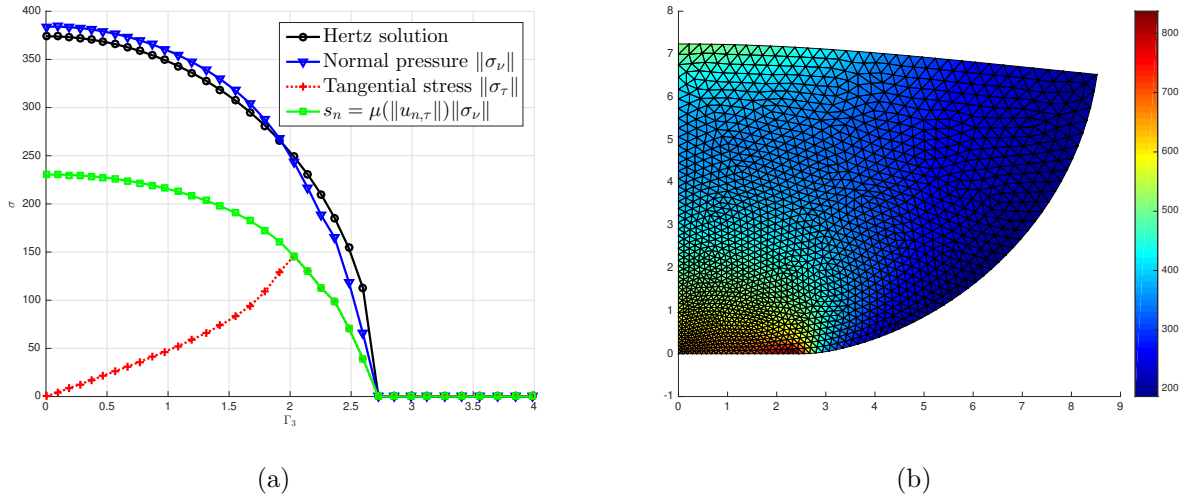 400
350
300
250
200
150
100
50
0
σ
0 0.5 1 1.5 2 2.5 3 3.5 4
Γ₃
Hertz solution
Normal pressure ‖σ_ν‖
Tangential stress ‖σ_τ‖
s_n = μ(‖u_{n,τ}‖)‖σ_ν‖
(a)
8
7
6
5
4
3
2
1
0
-1
0 1 2 3 4 5 6 7 8 9
800
700
600
500
400
300
200
(b)